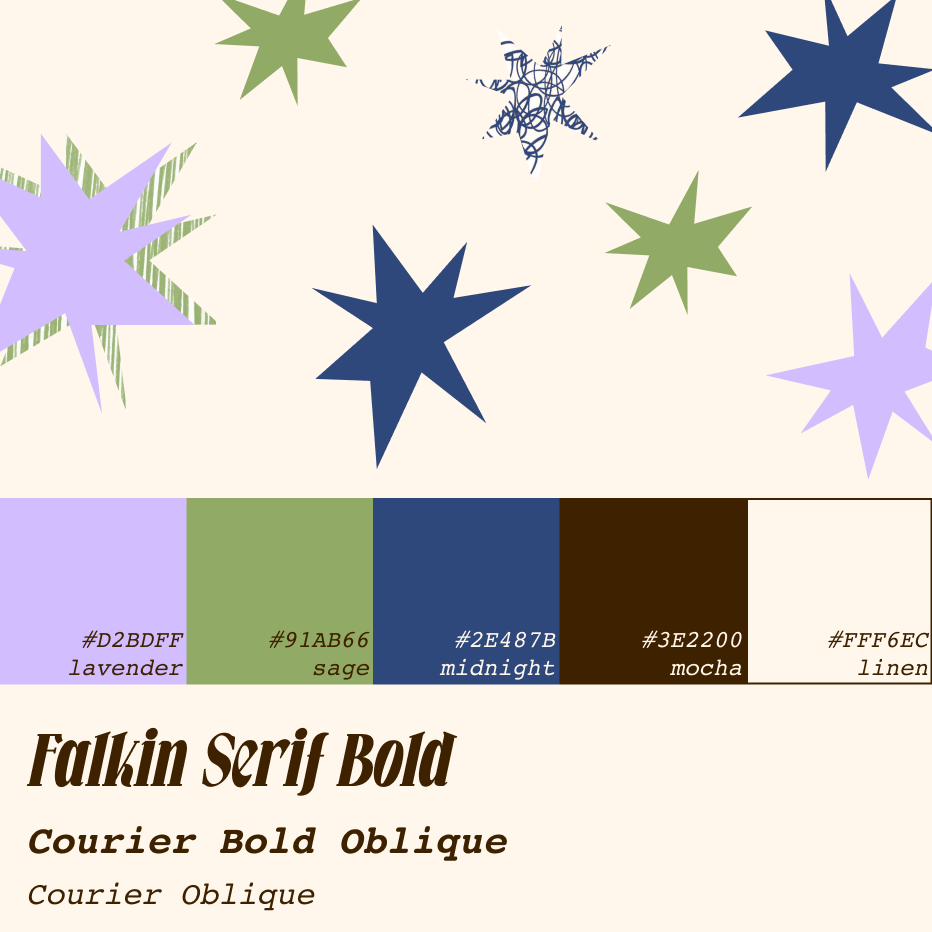 #D2BDFF
lavender
#91AB66
sage
#2E487B
midnight
#3E2200
mocha
#FFF6EC
linen
Falkin Serif Bold
Courier Bold Oblique
Courier Oblique